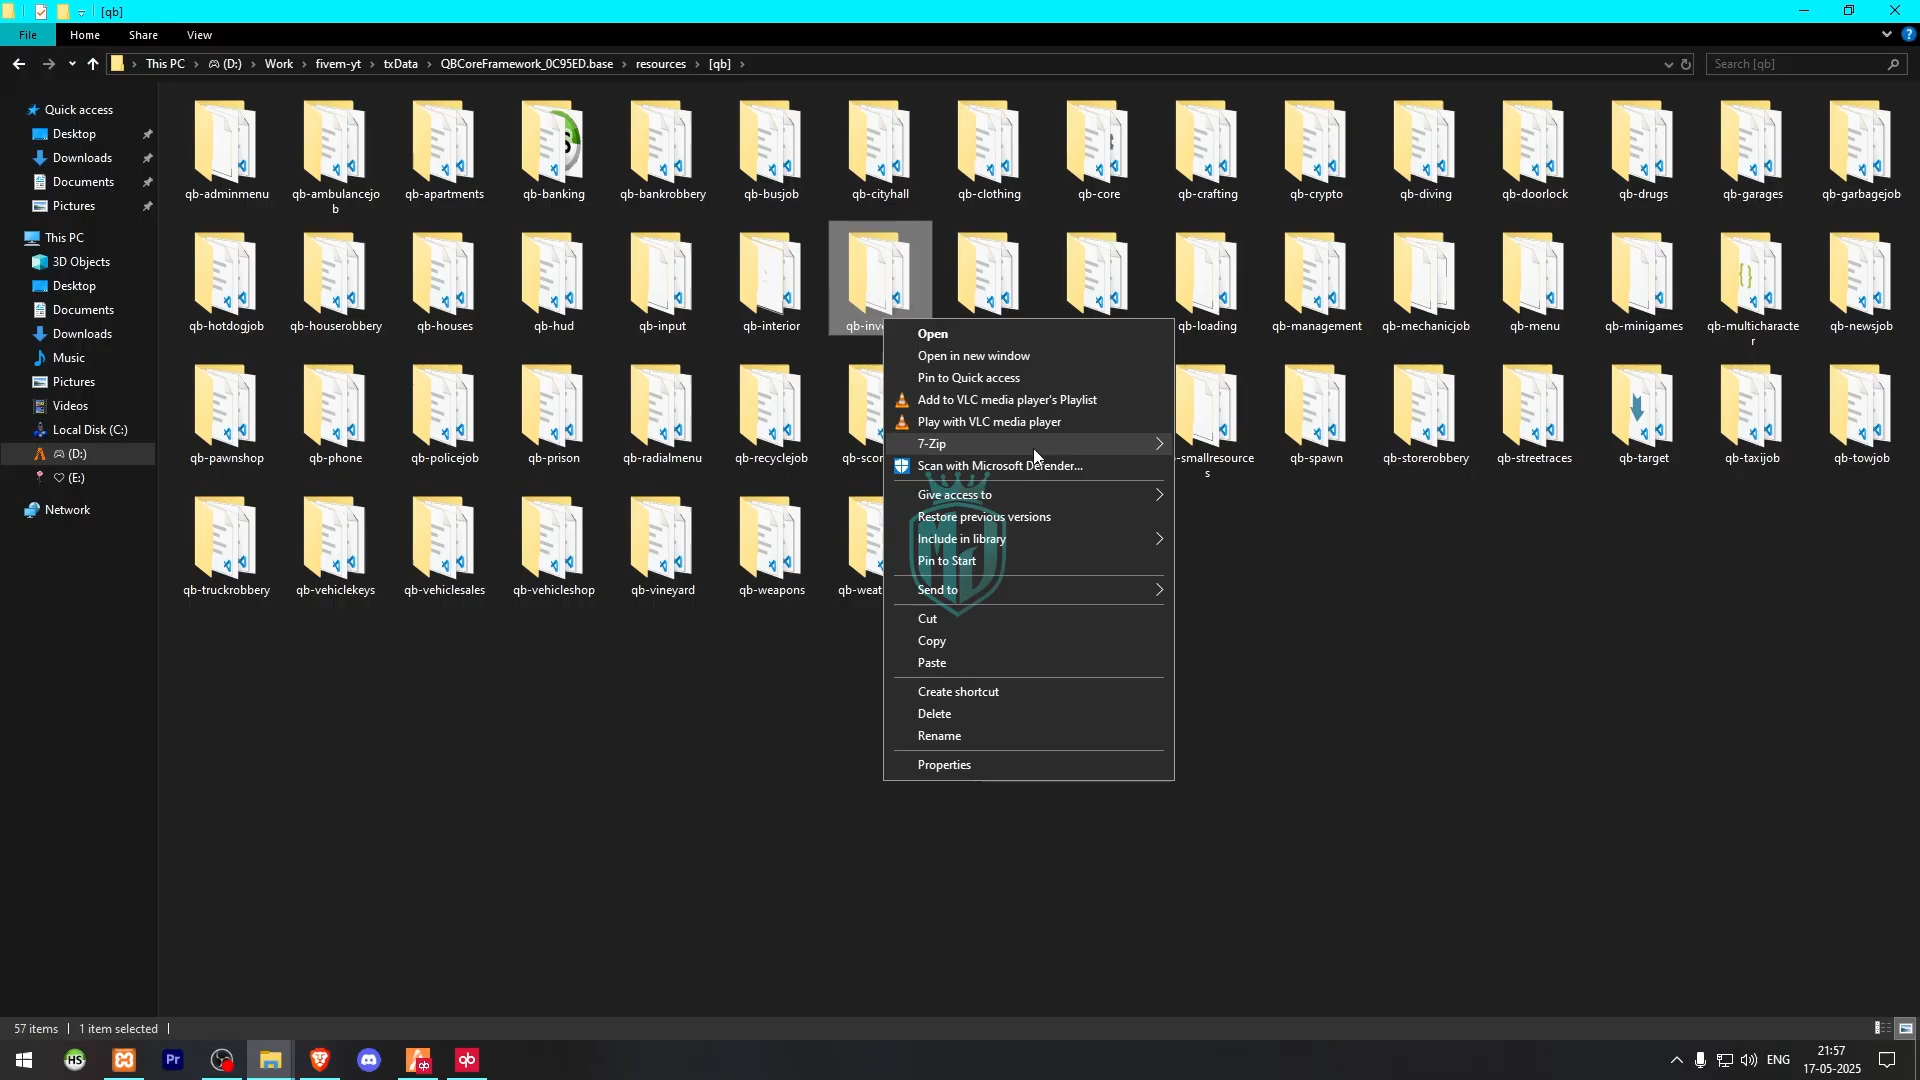 [qb]
File
Home
Share
View
This PC
(D:)
Work
fivem-yt
txData
QBCoreFramework_0C95ED.base
resources
[qb]
Search [qb]
Quick access
Desktop
Downloads
Documents
Pictures
This PC
3D Objects
Desktop
Documents
Downloads
Music
Pictures
Videos
Local Disk (C:)
(D:)
(E:)
Network
qb-adminmenu
qb-ambulancejo
b
qb-apartments
qb-banking
qb-bankrobbery
qb-busjob
qb-cityhall
qb-clothing
qb-core
qb-crafting
qb-crypto
qb-diving
qb-doorlock
qb-drugs
qb-garages
qb-garbagejob
qb-hotdogjob
qb-houserobbery
qb-houses
qb-hud
qb-input
qb-interior
qb-inv
qb-loading
qb-management
qb-mechanicjob
qb-menu
qb-minigames
qb-multicharacte
r
qb-newsjob
qb-pawnshop
qb-phone
qb-policejob
qb-prison
qb-radialmenu
qb-recyclejob
qb-scor
-smallresource
s
qb-spawn
qb-storerobbery
qb-streetraces
qb-target
qb-taxijob
qb-towjob
qb-truckrobbery
qb-vehiclekeys
qb-vehiclesales
qb-vehicleshop
qb-vineyard
qb-weapons
qb-weat
Open
Open in new window
Pin to Quick access
Add to VLC media player's Playlist
Play with VLC media player
7-Zip
Scan with Microsoft Defender...
Give access to
Restore previous versions
Include in library
Pin to Start
Send to
Cut
Copy
Paste
Create shortcut
Delete
Rename
Properties
57 items
1 item selected
HS
Pr
qb
qb
ENG
21:57
17-05-2025